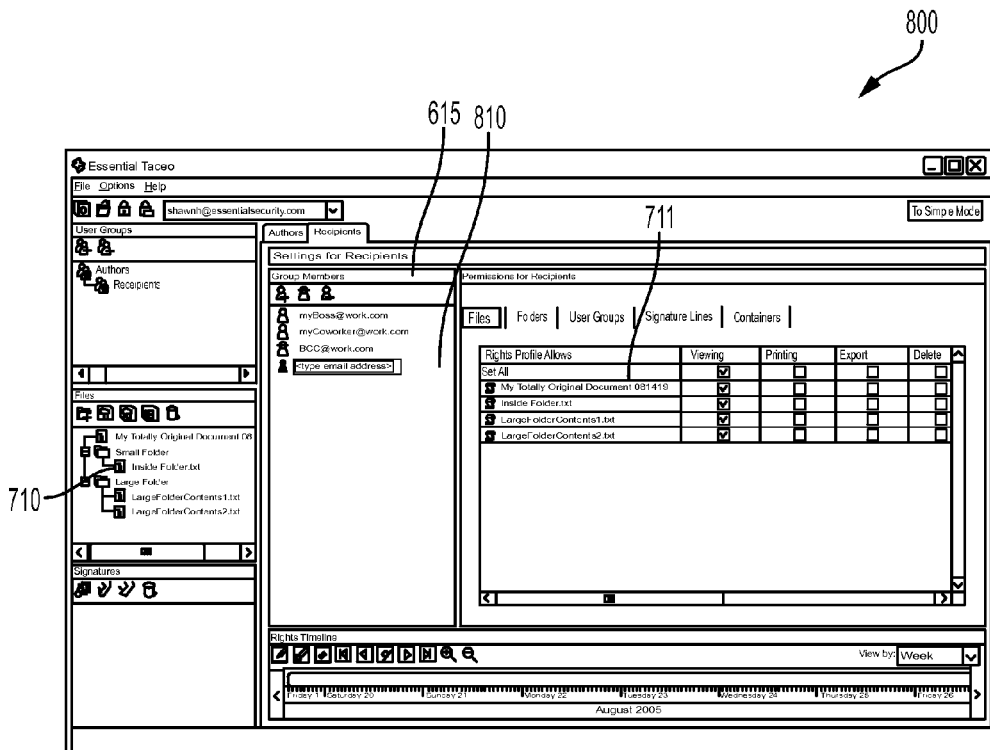 800
615 810
Essential Taceo
File Options Help
shawnh@essentialsecurity.com
To Simple Mode
User Groups
Authors
Receipients
Authors Recipients
Settings for Recipients
Group Members
myBoss@work.com
myCoworker@work.com
BCC@work.com
<type email address>
711
Permissions for Recipients
Files Folders User Groups Signature Lines Containers
Rights Profile Allows Viewing Printing Export Delete
Set All
My Totally Original Document 081419
Inside Folder.txt
LargeFolderContents1.txt
LargeFolderContents2.txt
Files
My Totally Original Document 08
Small Folder
Inside Folder.txt
Large Folder
LargeFolderContents1.txt
LargeFolderContents2.txt
710
Signatures
Rights Timeline
View by: Week
Friday 1 Saturday 20 Sunday 21 Monday 22 Tuesday 23 Wednesday 24 Thursday 25 Friday 26
August 2005